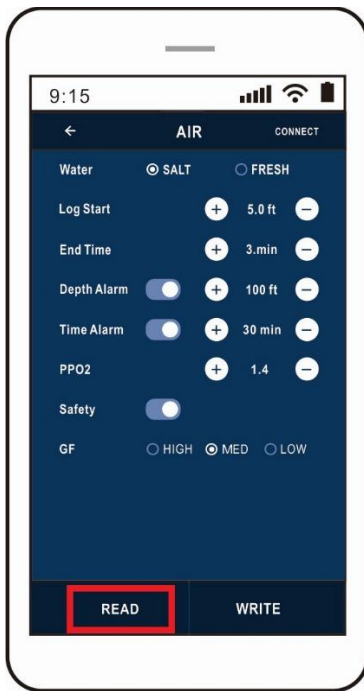 9:15
AIR CONNECT
Water SALT FRESH
Log Start + 5.0 ft −
End Time + 3.min −
Depth Alarm + 100 ft −
Time Alarm + 30 min −
PPO2 + 1.4 −
Safety
GF HIGH MED LOW
READ WRITE